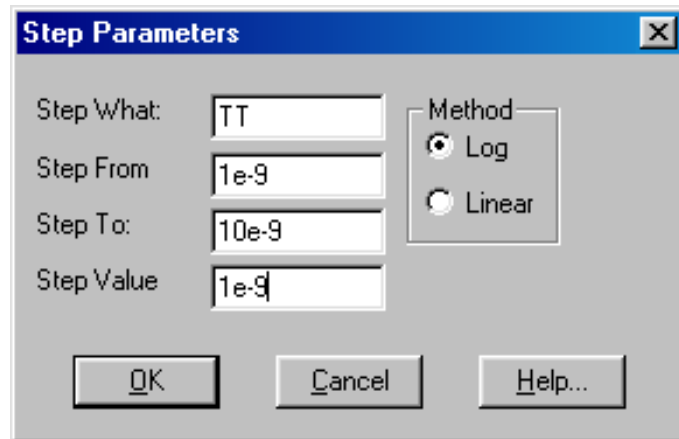 Step Parameters
Step What: TT
Step From 1e-9
Step To: 10e-9
Step Value 1e-9
Method
Log
Linear
OK Cancel Help...